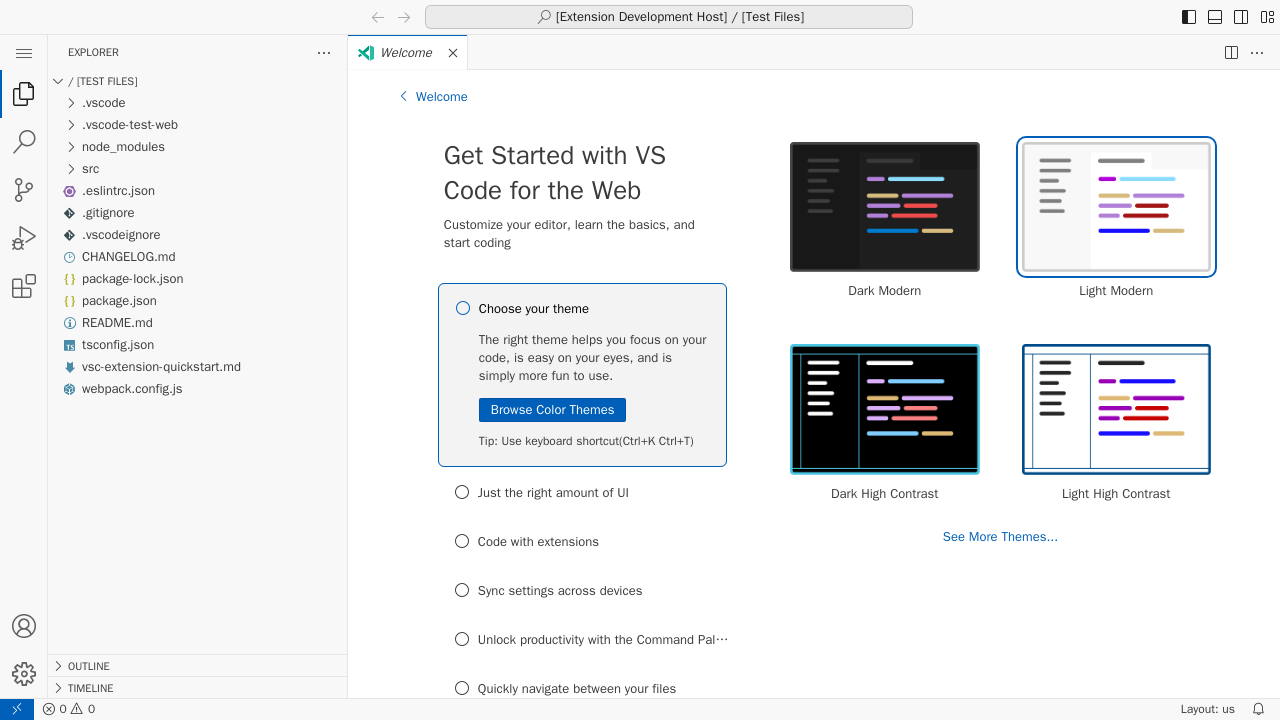 [Extension Development Host] / [Test Files]
EXPLORER
/ [TEST FILES]
.vscode
.vscode-test-web
node_modules
src
.eslintrc.json
.gitignore
.vscodeignore
CHANGELOG.md
package-lock.json
package.json
README.md
tsconfig.json
vsc-extension-quickstart.md
webpack.config.js
OUTLINE
TIMELINE
Welcome
Welcome
Get Started with VS
Code for the Web
Customize your editor, learn the basics, and
start coding
Choose your theme
The right theme helps you focus on your
code, is easy on your eyes, and is
simply more fun to use.
Browse Color Themes
Tip: Use keyboard shortcut(Ctrl+K Ctrl+T)
Just the right amount of UI
Code with extensions
Sync settings across devices
Unlock productivity with the Command Pal…
Quickly navigate between your files
Dark Modern
Light Modern
Dark High Contrast
Light High Contrast
See More Themes...
0 0
Layout: us